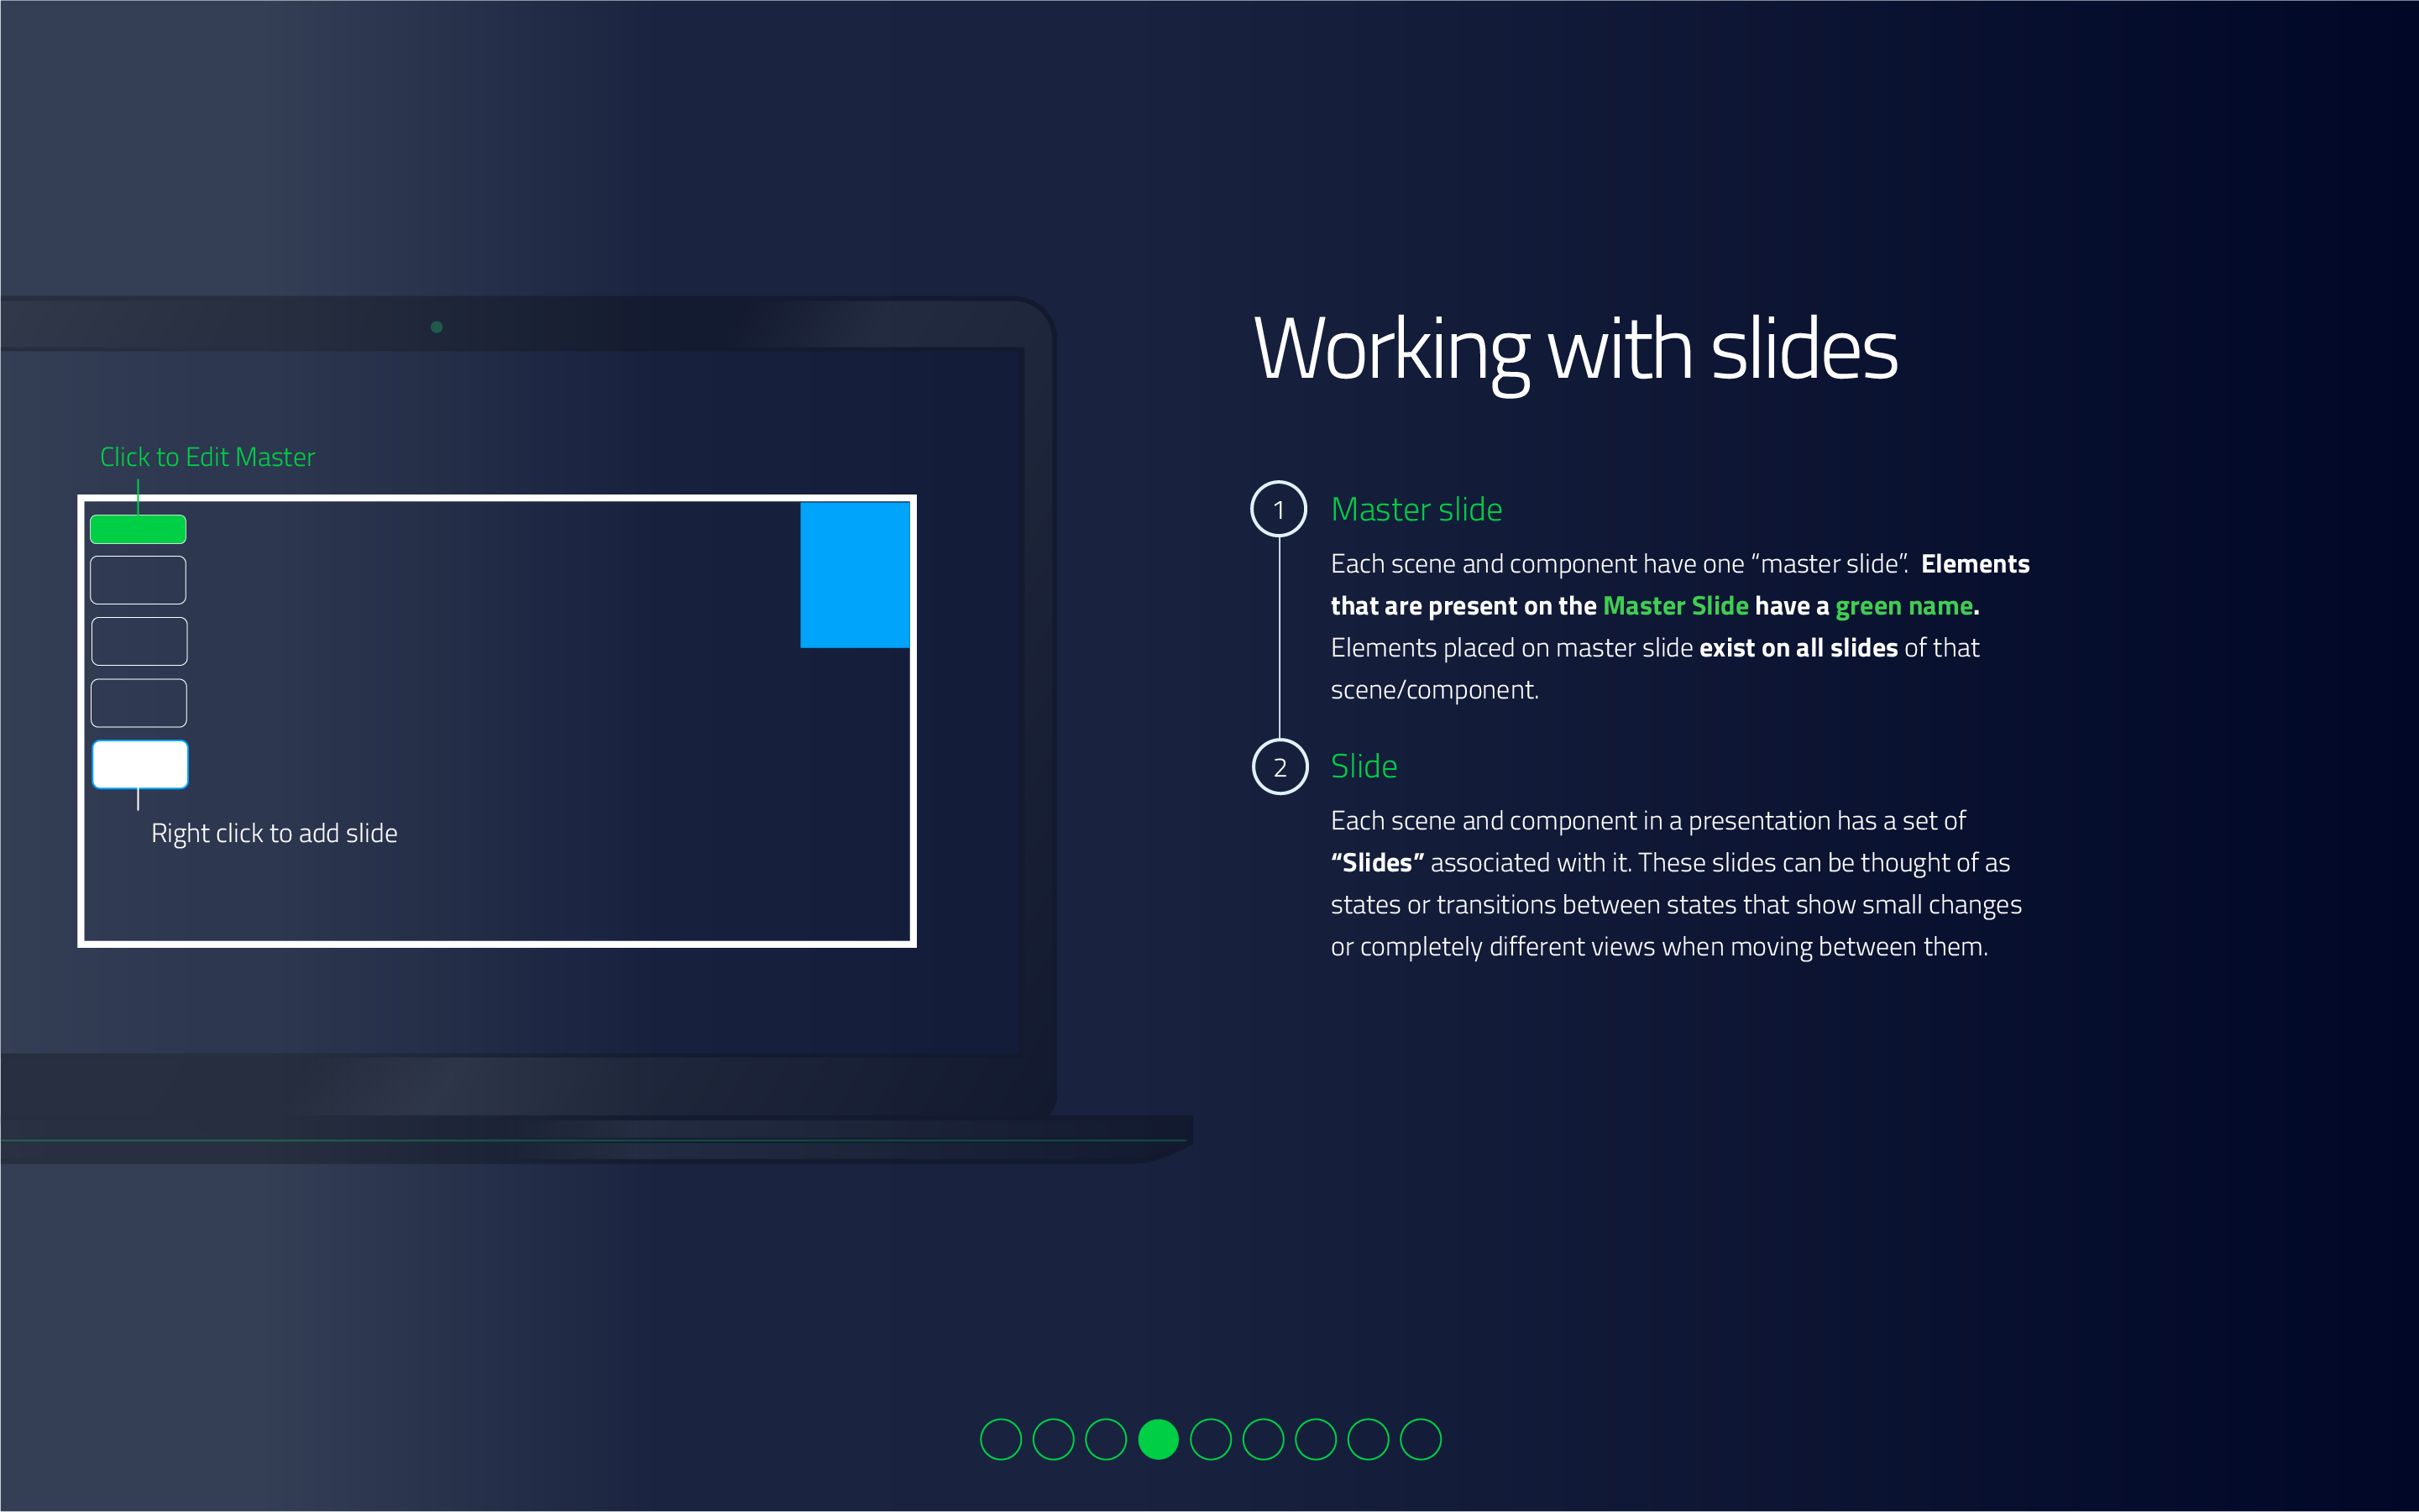 Working with slides
Click to Edit Master
Right click to add slide
1
Master slide
Each scene and component have one “master slide”.  Elements
that are present on the Master Slide have a green name.
Elements placed on master slide exist on all slides of that
scene/component.
2
Slide
Each scene and component in a presentation has a set of
“Slides” associated with it. These slides can be thought of as
states or transitions between states that show small changes
or completely different views when moving between them.